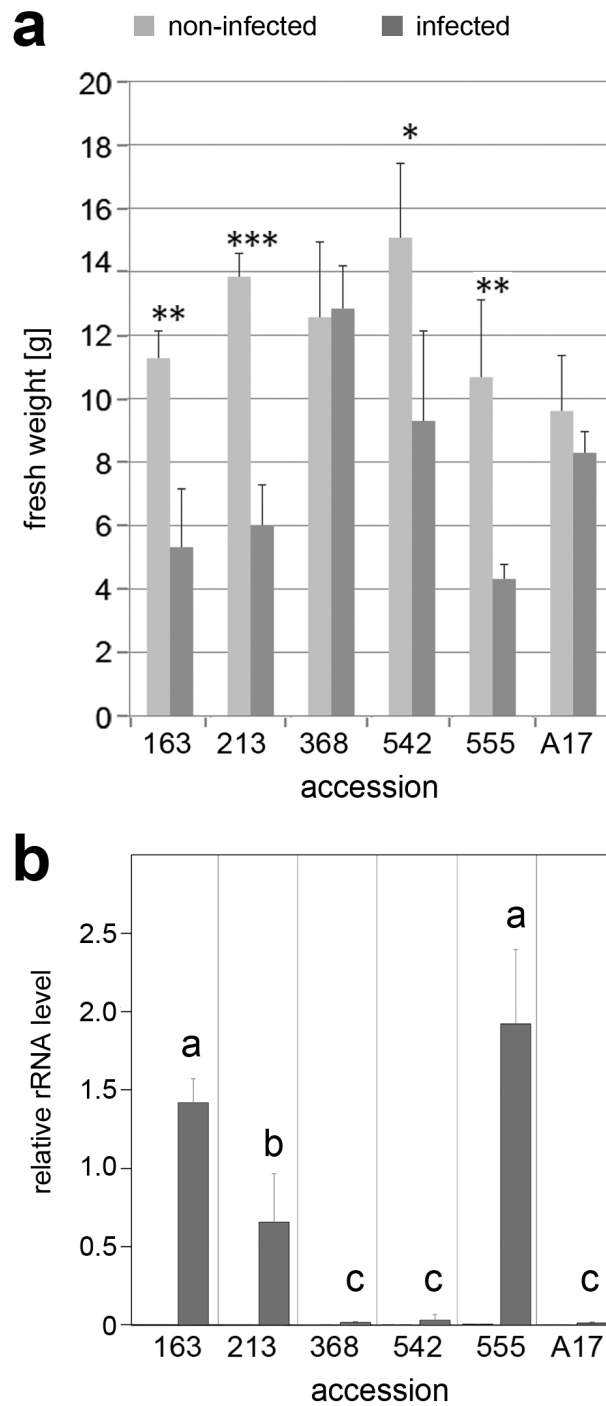 a
non-infected infected
20
18
16
14
12
10
8
6
4
2
0
fresh weight [g]
**
***
*
**
163 213 368 542 555 A17
accession
b
2.5
2.0
1.5
1.0
0.5
0
relative rRNA level
a
b
c
c
a
c
163 213 368 542 555 A17
accession